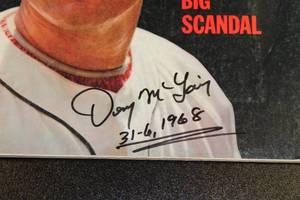 BIG
SCANDAL
Denny McLain
31-6, 1968